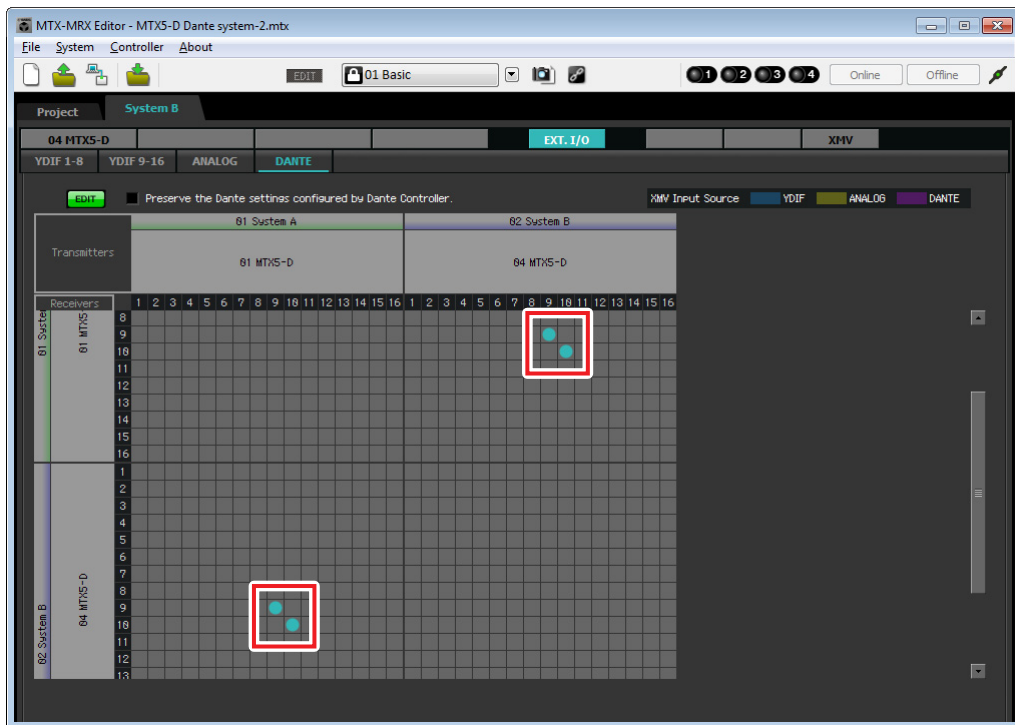 MTX-MRX Editor - MTX5-D Dante system-2.mtx
File System Controller About
EDIT 01 Basic 1 2 3 4 Online Offline
Project System B
04 MTX5-D EXT. I/O XMV
YDIF 1-8 YDIF 9-16 ANALOG DANTE
EDIT Preserve the Dante settings configured by Dante Controller. XMV Input Source YDIF ANALOG DANTE
01 System A 02 System B
Transmitters
01 MTX5-D 04 MTX5-D
Receivers 1 2 3 4 5 6 7 8 9 10 11 12 13 14 15 16 1 2 3 4 5 6 7 8 9 10 11 12 13 14 15 16
01 Syste
01 MTX5
8
9
10
11
12
13
14
15
16
02 System B
04 MTX5-D
1
2
3
4
5
6
7
8
9
10
11
12
13